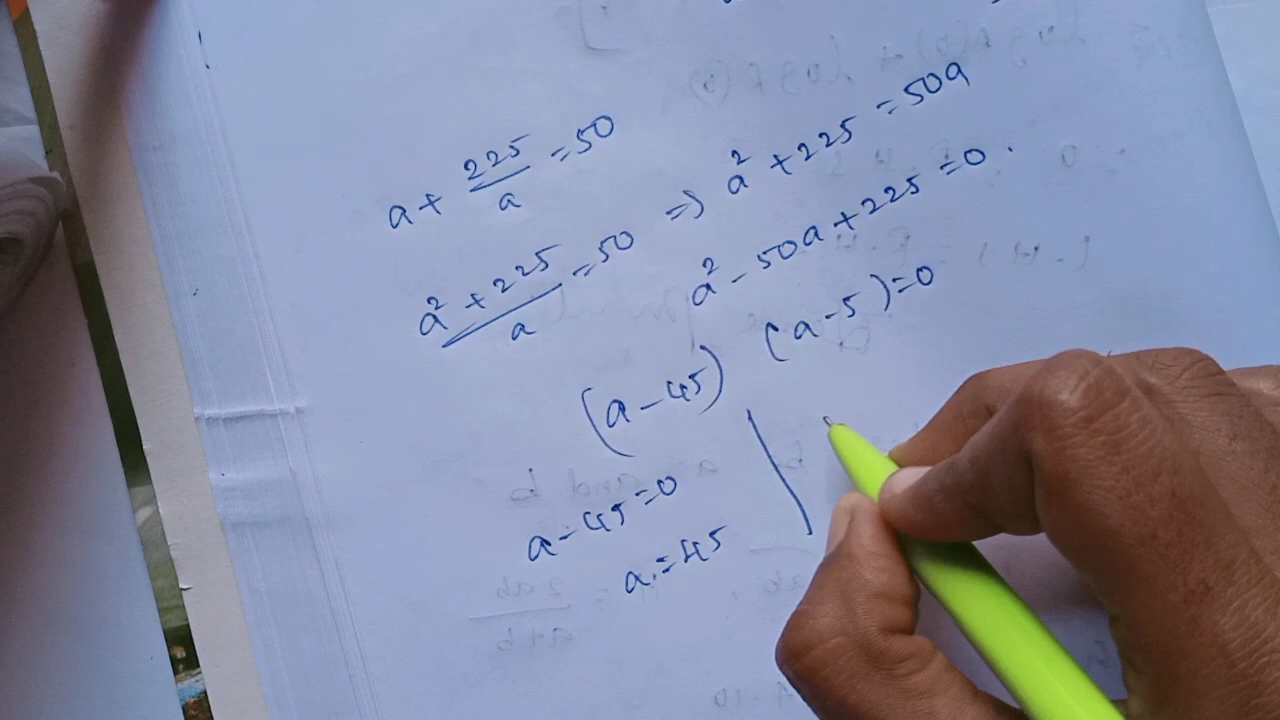 a + 225/a = 50
(a² + 225)/a = 50 => a² + 225 = 50a
a² - 50a + 225 = 0.
(a - 45) (a - 5) = 0
a - 45 = 0
a = 45